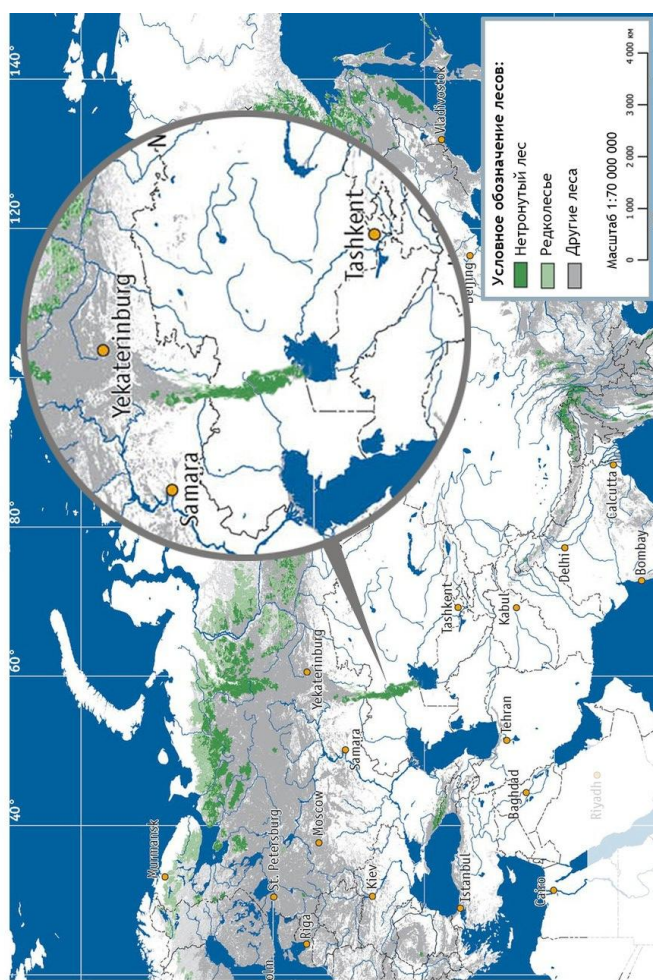 140°
120°
80°
60°
40°
N
Yekaterinburg
Samara
Tashkent
Vladivostok
Beijing
Условное обозначение лесов:
Нетронутый лес
Редколесье
Другие леса
Масштаб 1:70 000 000
0 1 000 2 000 3 000 4 000 км
Murmansk
St. Petersburg
Riga
Moscow
Kiev
Yekaterinburg
Samara
Istanbul
Tashkent
Kabul
Tehran
Baghdad
Cairo
Riyadh
Delhi
Calcutta
Bombay